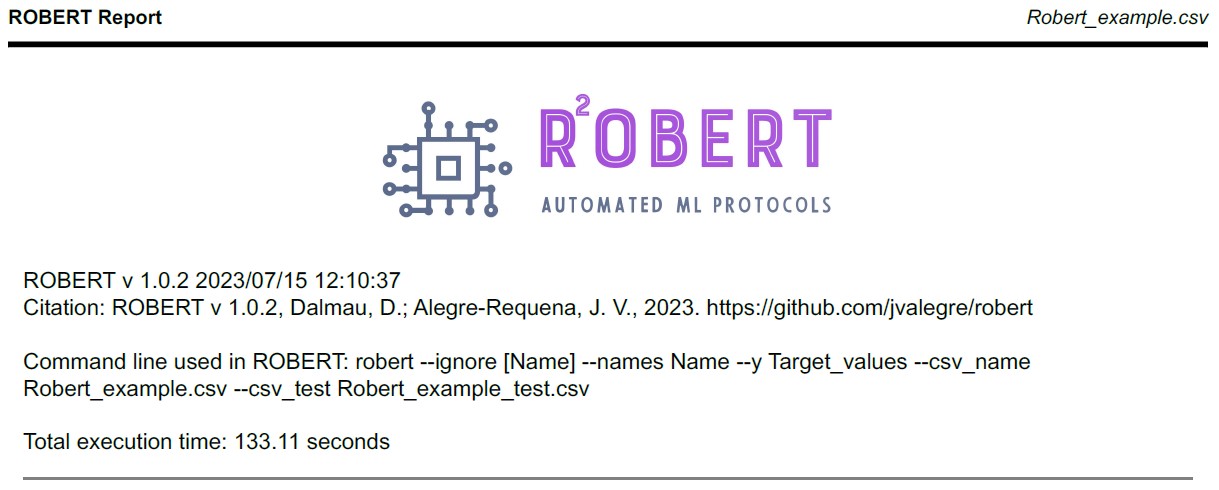 ROBERT Report Robert_example.csv
R²OBERT
AUTOMATED ML PROTOCOLS
ROBERT v 1.0.2 2023/07/15 12:10:37
Citation: ROBERT v 1.0.2, Dalmau, D.; Alegre-Requena, J. V., 2023. https://github.com/jvalegre/robert
Command line used in ROBERT: robert --ignore [Name] --names Name --y Target_values --csv_name
Robert_example.csv --csv_test Robert_example_test.csv
Total execution time: 133.11 seconds